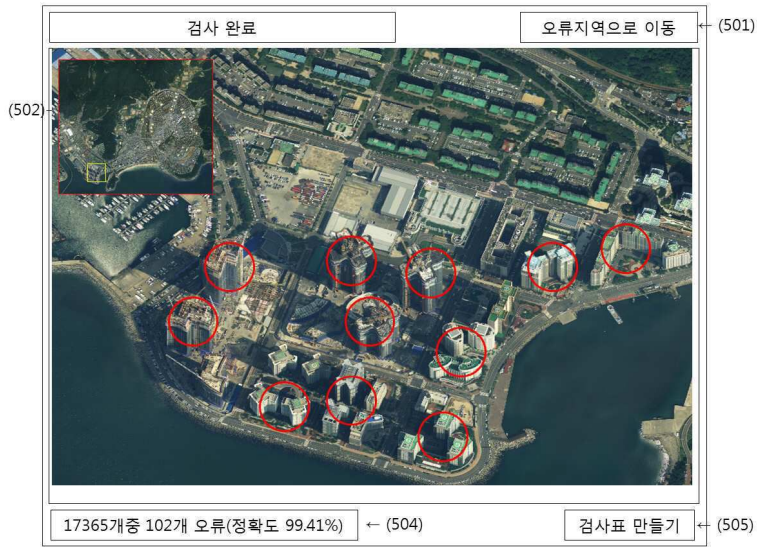 검사 완료
오류지역으로 이동
← (501)
(502)
17365개중 102개 오류(정확도 99.41%)
← (504)
검사표 만들기
← (505)